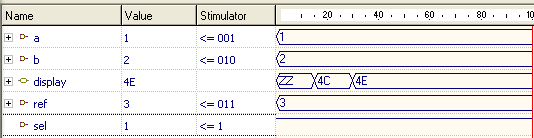 Name Value Stimulator 20 40 60 80 10
a 1 <= 001 1
b 2 <= 010 2
display 4E ZZ 4C 4E
ref 3 <= 011 3
sel 1 <= 1